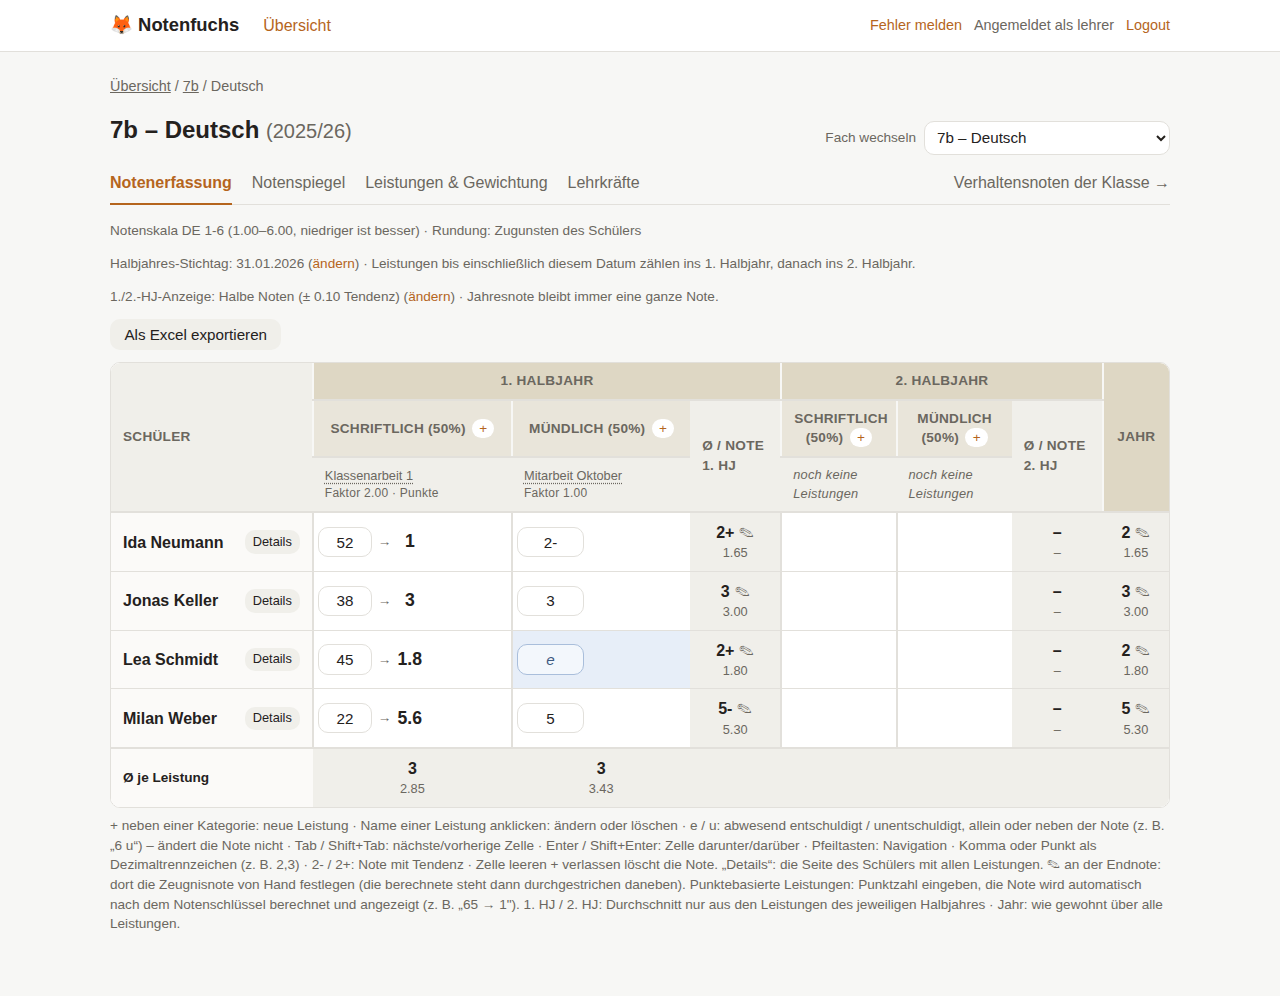 🦊 Notenfuchs Übersicht Fehler melden Angemeldet als lehrer Logout
Übersicht / 7b / Deutsch
7b – Deutsch (2025/26) Fach wechseln 7b – Deutsch
Notenerfassung Notenspiegel Leistungen & Gewichtung Lehrkräfte Verhaltensnoten der Klasse →
Notenskala DE 1-6 (1.00–6.00, niedriger ist besser) · Rundung: Zugunsten des Schülers
Halbjahres-Stichtag: 31.01.2026 (ändern) · Leistungen bis einschließlich diesem Datum zählen ins 1. Halbjahr, danach ins 2. Halbjahr.
1./2.-HJ-Anzeige: Halbe Noten (± 0.10 Tendenz) (ändern) · Jahresnote bleibt immer eine ganze Note.
Als Excel exportieren
1. HALBJAHR 2. HALBJAHR
SCHÜLER SCHRIFTLICH (50%) + MÜNDLICH (50%) + Ø / NOTE 1. HJ SCHRIFTLICH (50%) + MÜNDLICH (50%) + Ø / NOTE 2. HJ JAHR
Klassenarbeit 1 Mitarbeit Oktober noch keine Leistungen noch keine Leistungen
Faktor 2.00 · Punkte Faktor 1.00
Ida Neumann Details 52 → 1 2- 2+ ✎ – 2 ✎
1.65 – 1.65
Jonas Keller Details 38 → 3 3 3 ✎ – 3 ✎
3.00 – 3.00
Lea Schmidt Details 45 → 1.8 e 2+ ✎ – 2 ✎
1.80 – 1.80
Milan Weber Details 22 → 5.6 5 5- ✎ – 5 ✎
5.30 – 5.30
Ø je Leistung 3 3
2.85 3.43
+ neben einer Kategorie: neue Leistung · Name einer Leistung anklicken: ändern oder löschen · e / u: abwesend entschuldigt / unentschuldigt, allein oder neben der Note (z. B.
„6 u“) – ändert die Note nicht · Tab / Shift+Tab: nächste/vorherige Zelle · Enter / Shift+Enter: Zelle darunter/darüber · Pfeiltasten: Navigation · Komma oder Punkt als
Dezimaltrennzeichen (z. B. 2,3) · 2- / 2+: Note mit Tendenz · Zelle leeren + verlassen löscht die Note. „Details“: die Seite des Schülers mit allen Leistungen. ✎ an der Endnote:
dort die Zeugnisnote von Hand festlegen (die berechnete steht dann durchgestrichen daneben). Punktebasierte Leistungen: Punktzahl eingeben, die Note wird automatisch
nach dem Notenschlüssel berechnet und angezeigt (z. B. „65 → 1"). 1. HJ / 2. HJ: Durchschnitt nur aus den Leistungen des jeweiligen Halbjahres · Jahr: wie gewohnt über alle
Leistungen.